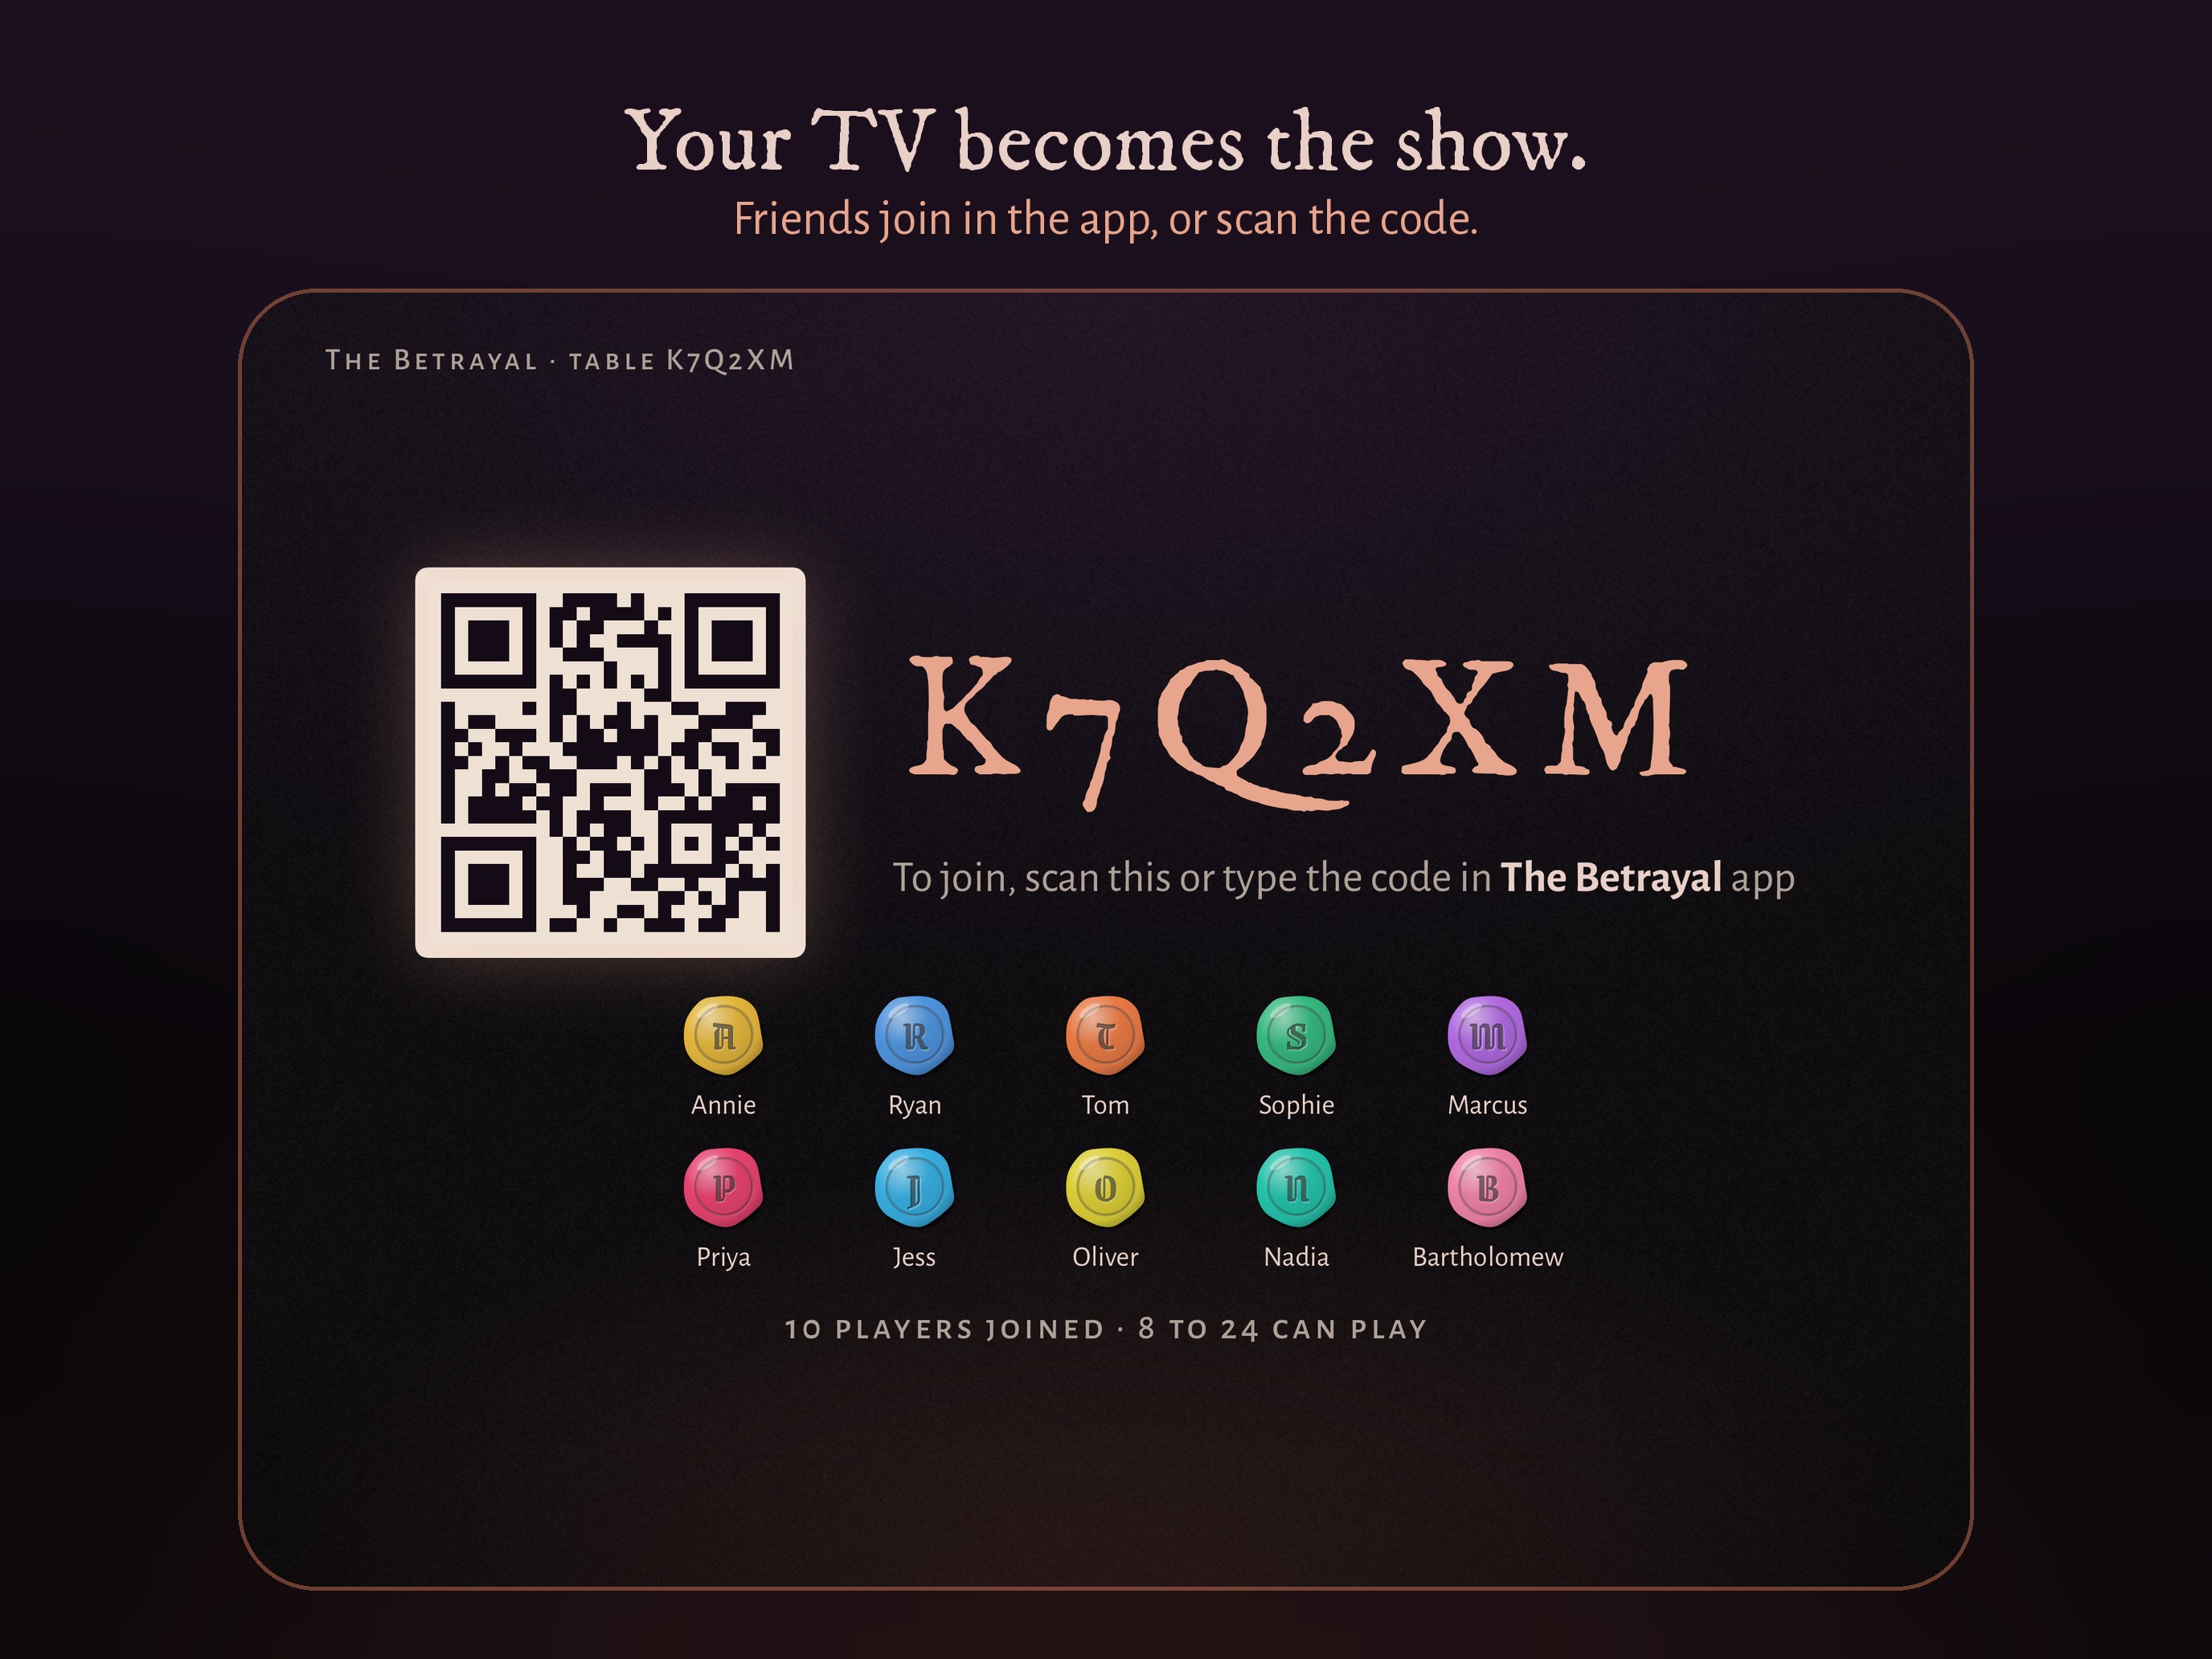 Your TV becomes the show.
Friends join in the app, or scan the code.
The Betrayal · table K7Q2XM
K7Q2XM
To join, scan this or type the code in The Betrayal app
A R T S M
Annie Ryan Tom Sophie Marcus
P J O N B
Priya Jess Oliver Nadia Bartholomew
10 PLAYERS JOINED · 8 TO 24 CAN PLAY